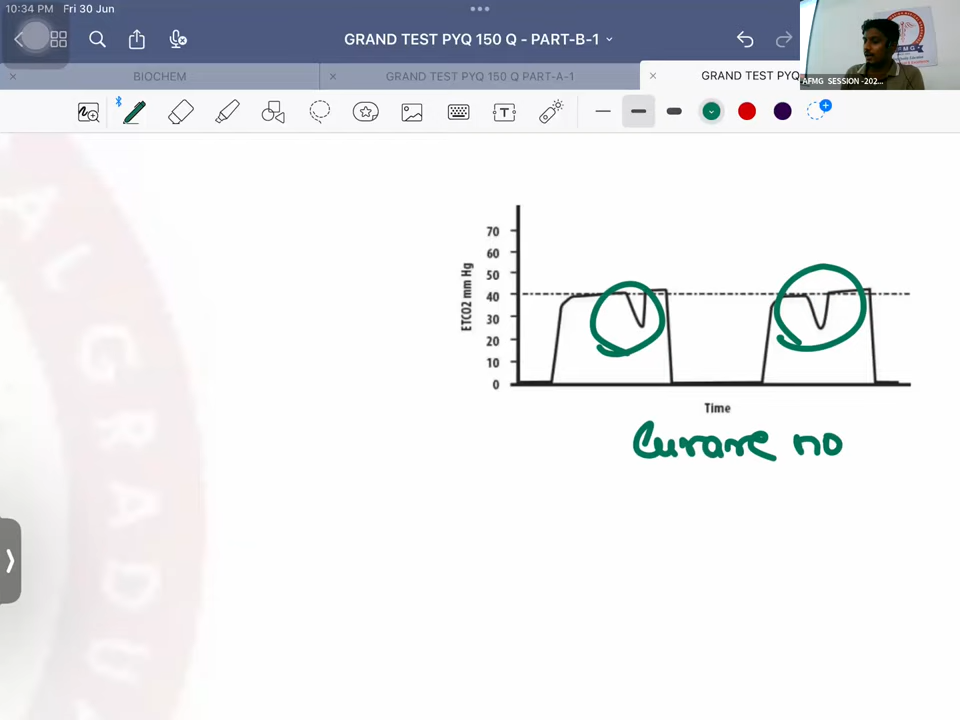 10:34 PM Fri 30 Jun
GRAND TEST PYQ 150 Q - PART-B-1
BIOCHEM
GRAND TEST PYQ 150 Q PART-A-1
GRAND TEST PYQ
AFMG SESSION -202...
T
70
60
50
40
30
20
10
0
ETCO2 mm Hg
Time
Curare no
A L G R A D U A